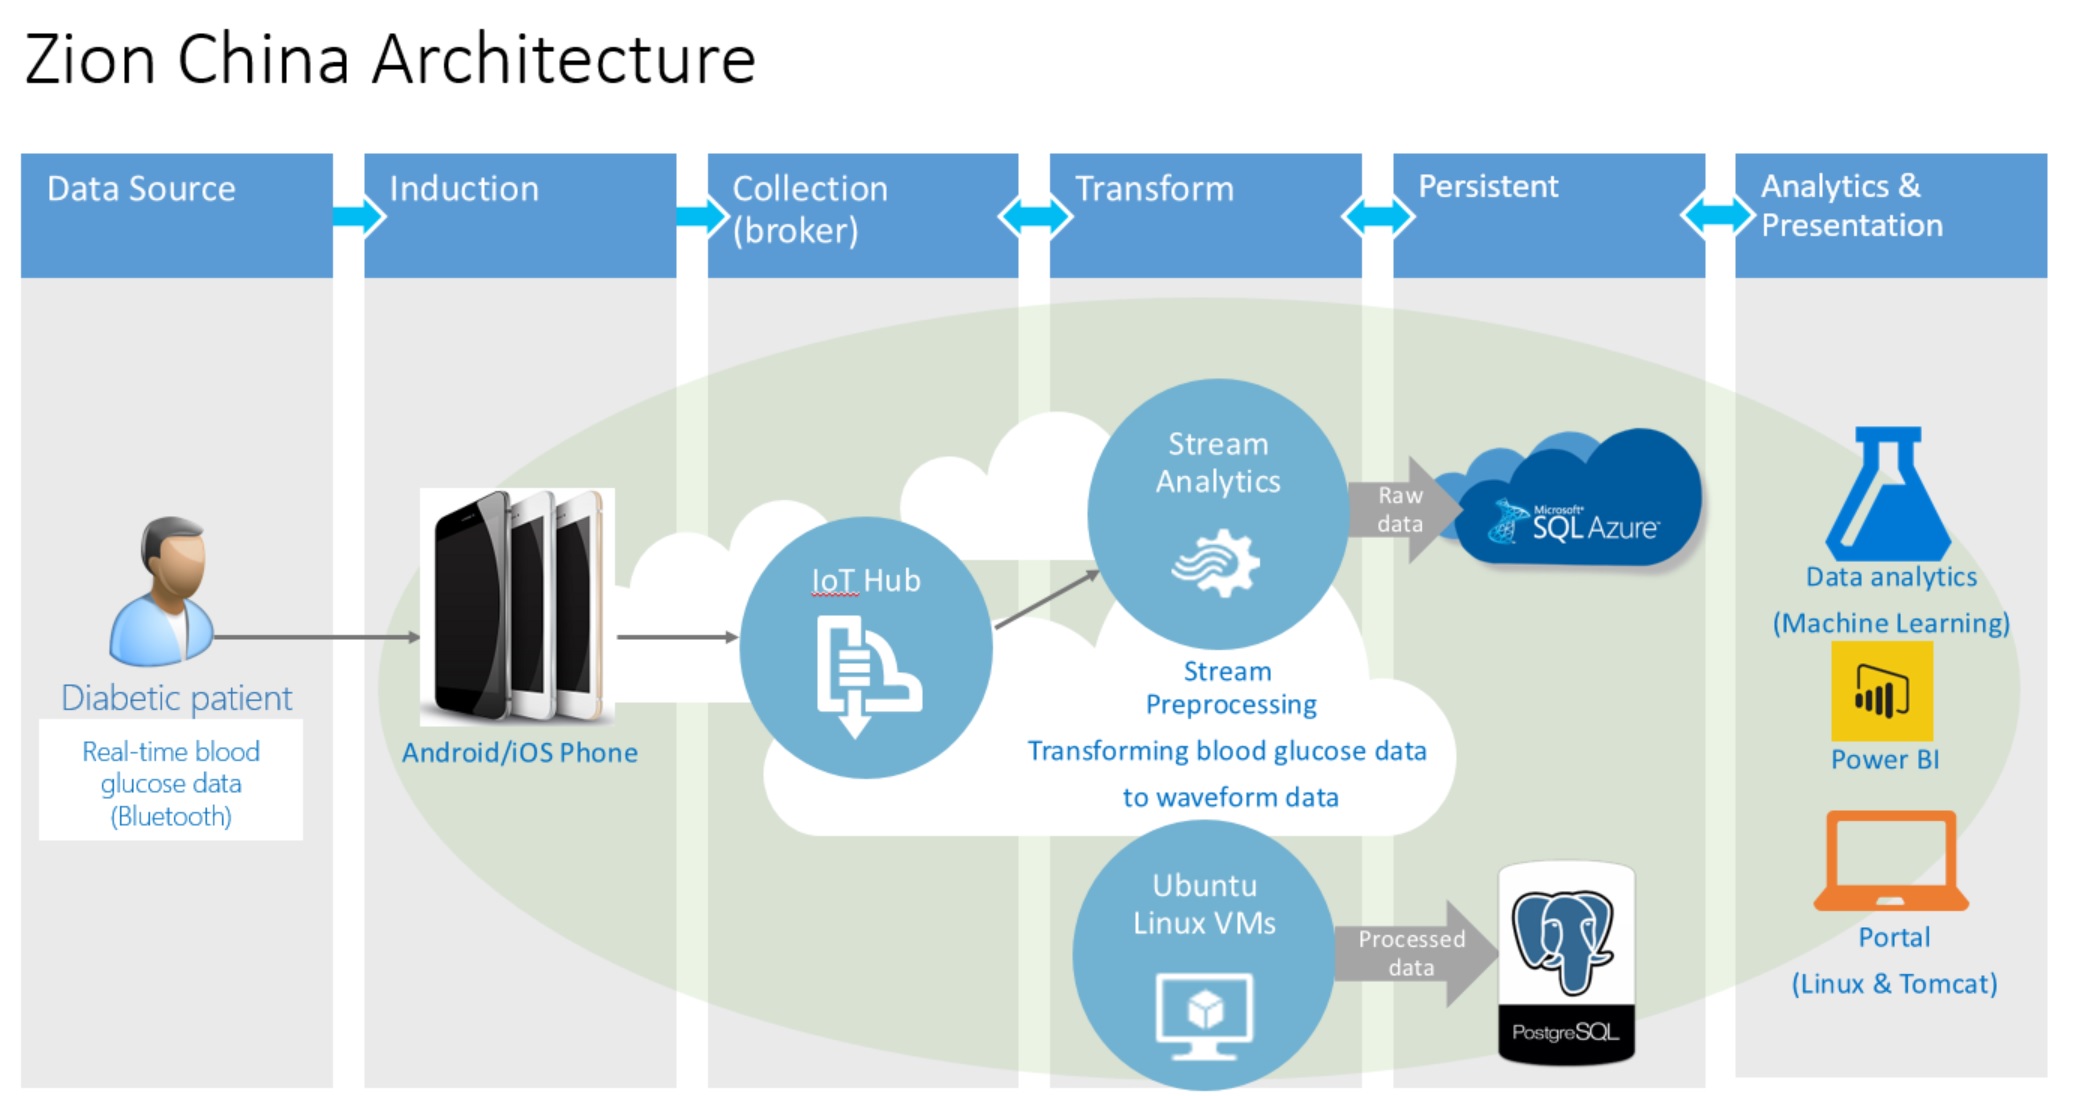 Zion China Architecture
Data Source
Induction
Collection
(broker)
Transform
Persistent
Analytics &
Presentation
Diabetic patient
Real-time blood
glucose data
(Bluetooth)
Android/iOS Phone
IoT Hub
Stream
Analytics
Stream
Preprocessing
Transforming blood glucose data
to waveform data
Ubuntu
Linux VMs
Raw
data
Microsoft®
SQL Azure™
Processed
data
PostgreSQL
Data analytics
(Machine Learning)
Power BI
Portal
(Linux & Tomcat)